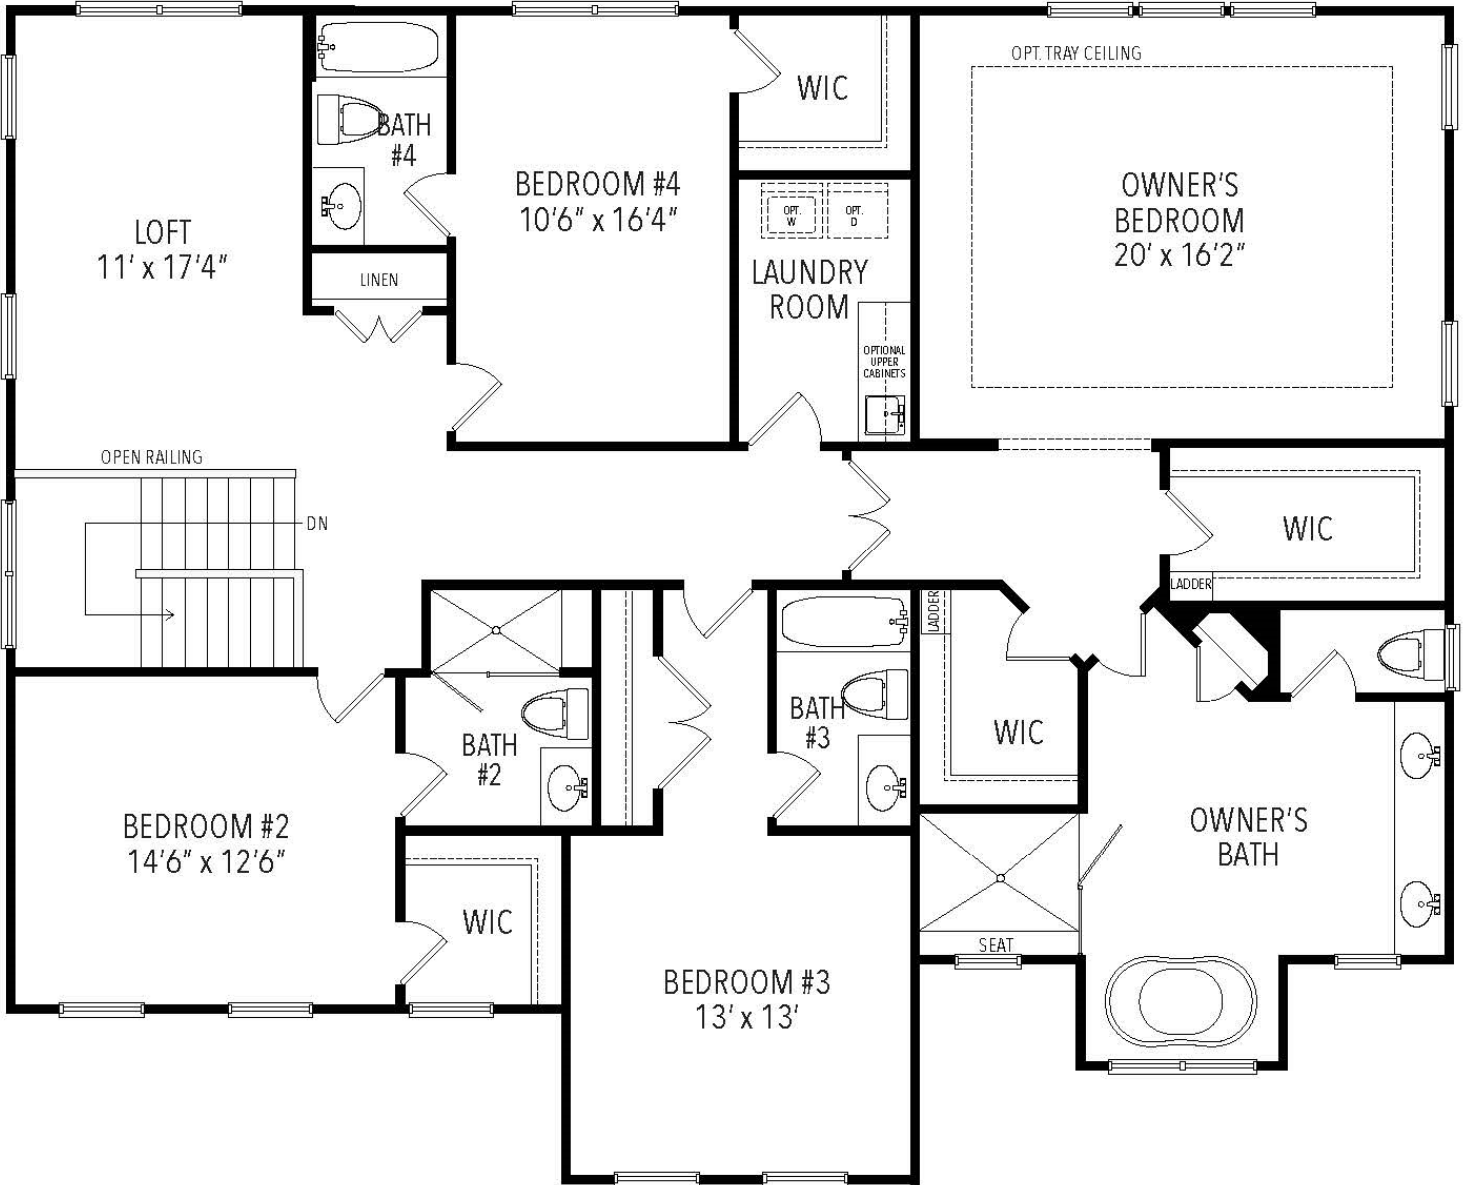 OPT. TRAY CEILING
WIC
BATH
#4
BEDROOM #4
10'6" x 16'4"
OWNER'S
BEDROOM
20' x 16'2"
LOFT
11' x 17'4"
OPT.
W
OPT.
D
LINEN
LAUNDRY
ROOM
OPTIONAL
UPPER
CABINETS
OPEN RAILING
DN
WIC
LADDER
LADDER
BATH
#2
BATH
#3
WIC
BEDROOM #2
14'6" x 12'6"
OWNER'S
BATH
WIC
SEAT
BEDROOM #3
13' x 13'